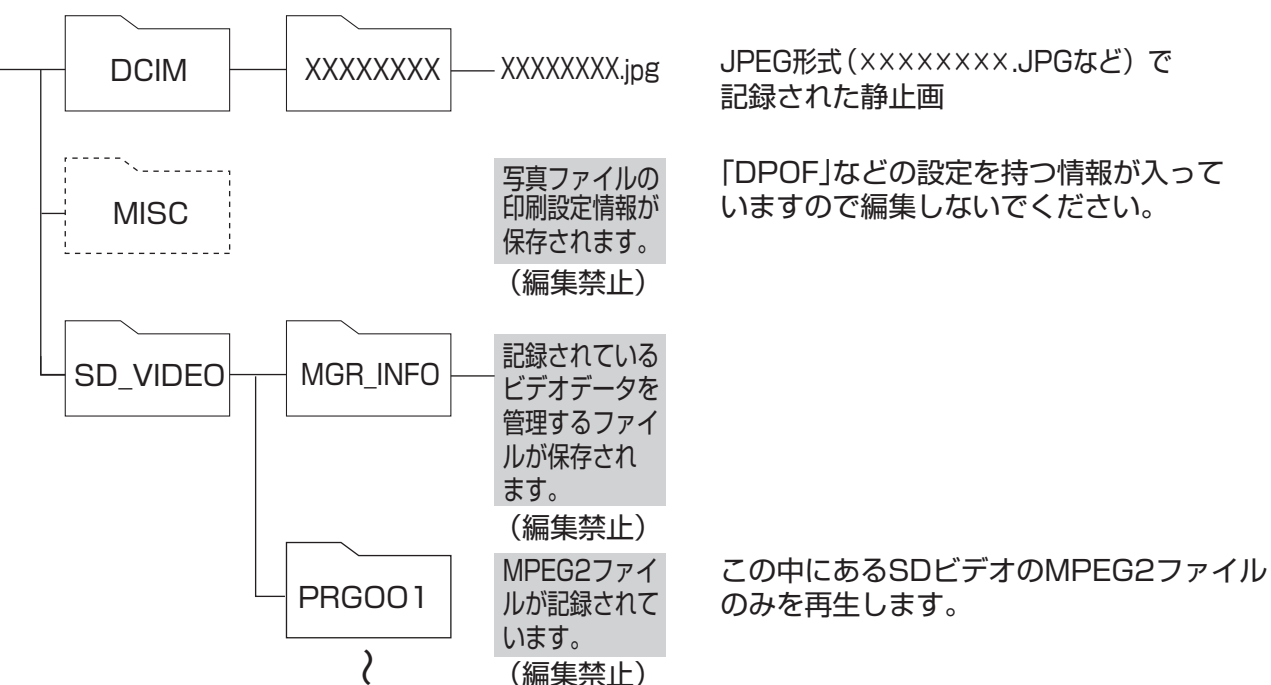 DCIM
XXXXXXXX
XXXXXXXX.jpg
JPEG形式（××××××××.JPGなど）で
記録された静止画
MISC
写真ファイルの
印刷設定情報が
保存されます。
（編集禁止）
「DPOF」などの設定を持つ情報が入って
いますので編集しないでください。
SD_VIDEO
MGR_INFO
記録されている
ビデオデータを
管理するファイ
ルが保存され
ます。
（編集禁止）
PRG001
MPEG2ファイ
ルが記録されて
います。
（編集禁止）
この中にあるSDビデオのMPEG2ファイル
のみを再生します。
～